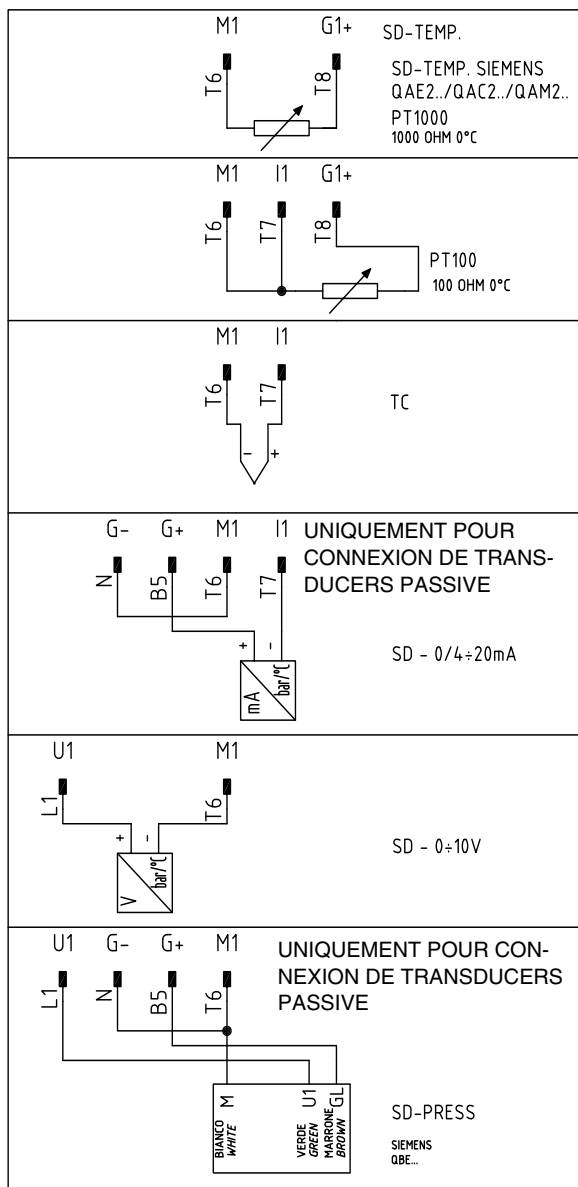 M1 G1+ SD-TEMP.
T6 T8
SD-TEMP. SIEMENS
QAE2../QAC2../QAM2..
PT1000
1000 OHM 0°C
M1 I1 G1+
T6 T7 T8
PT100
100 OHM 0°C
M1 I1
T6 T7
- +
TC
G- G+ M1 I1
N B5 T6 T7
UNIQUEMENT POUR
CONNEXION DE TRANS-
DUCERS PASSIVE
+ -
mA bar/°C
SD - 0/4÷20mA
U1 M1
L1 T6
+ -
V bar/°C
SD - 0÷10V
U1 G- G+ M1
L1 N B5 T6
UNIQUEMENT POUR CON-
NEXION DE TRANSDUCERS
PASSIVE
M U1 GL
BIANCO VERDE MARRONE
WHITE GREEN BROWN
SD-PRESS
SIEMENS
QBE...